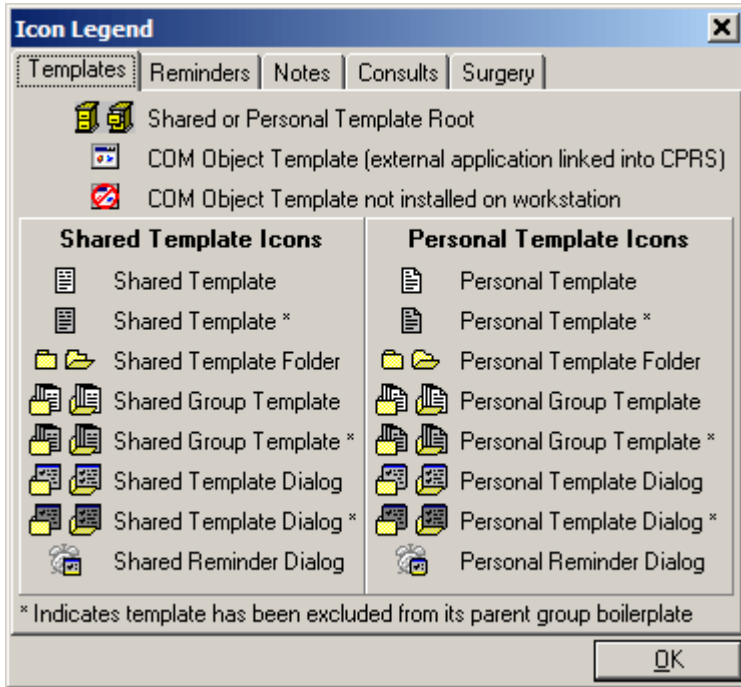 Icon Legend
Templates Reminders Notes Consults Surgery
Shared or Personal Template Root
COM Object Template (external application linked into CPRS)
COM Object Template not installed on workstation
Shared Template Icons
Shared Template
Shared Template *
Shared Template Folder
Shared Group Template
Shared Group Template *
Shared Template Dialog
Shared Template Dialog *
Shared Reminder Dialog
Personal Template Icons
Personal Template
Personal Template *
Personal Template Folder
Personal Group Template
Personal Group Template *
Personal Template Dialog
Personal Template Dialog *
Personal Reminder Dialog
* Indicates template has been excluded from its parent group boilerplate
OK